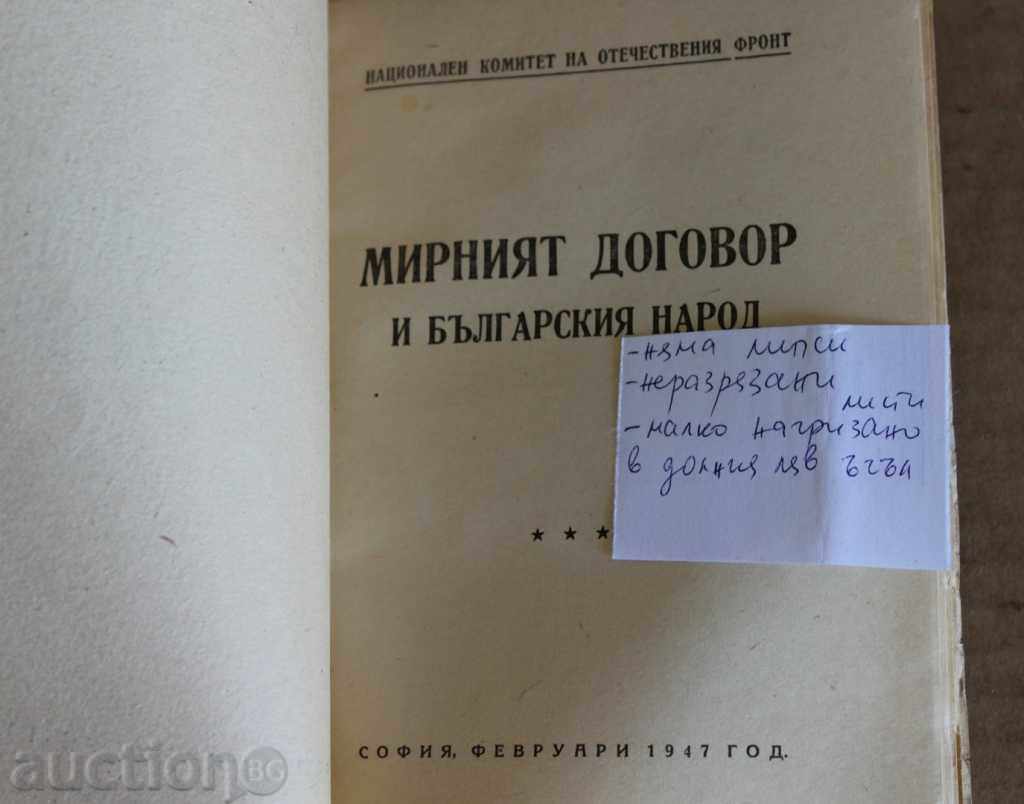 НАЦИОНАЛЕН КОМИТЕТ НА ОТЕЧЕСТВЕНИЯ ФРОНТ
МИРНИЯТ ДОГОВОР
И БЪЛГАРСКИЯ НАРОД
-няма липси
-неразрязани
листи
-малко нагризано
в долния ляв ъгъл
★ ★ ★
СОФИЯ, ФЕВРУАРИ 1947 ГОД.
auction BG